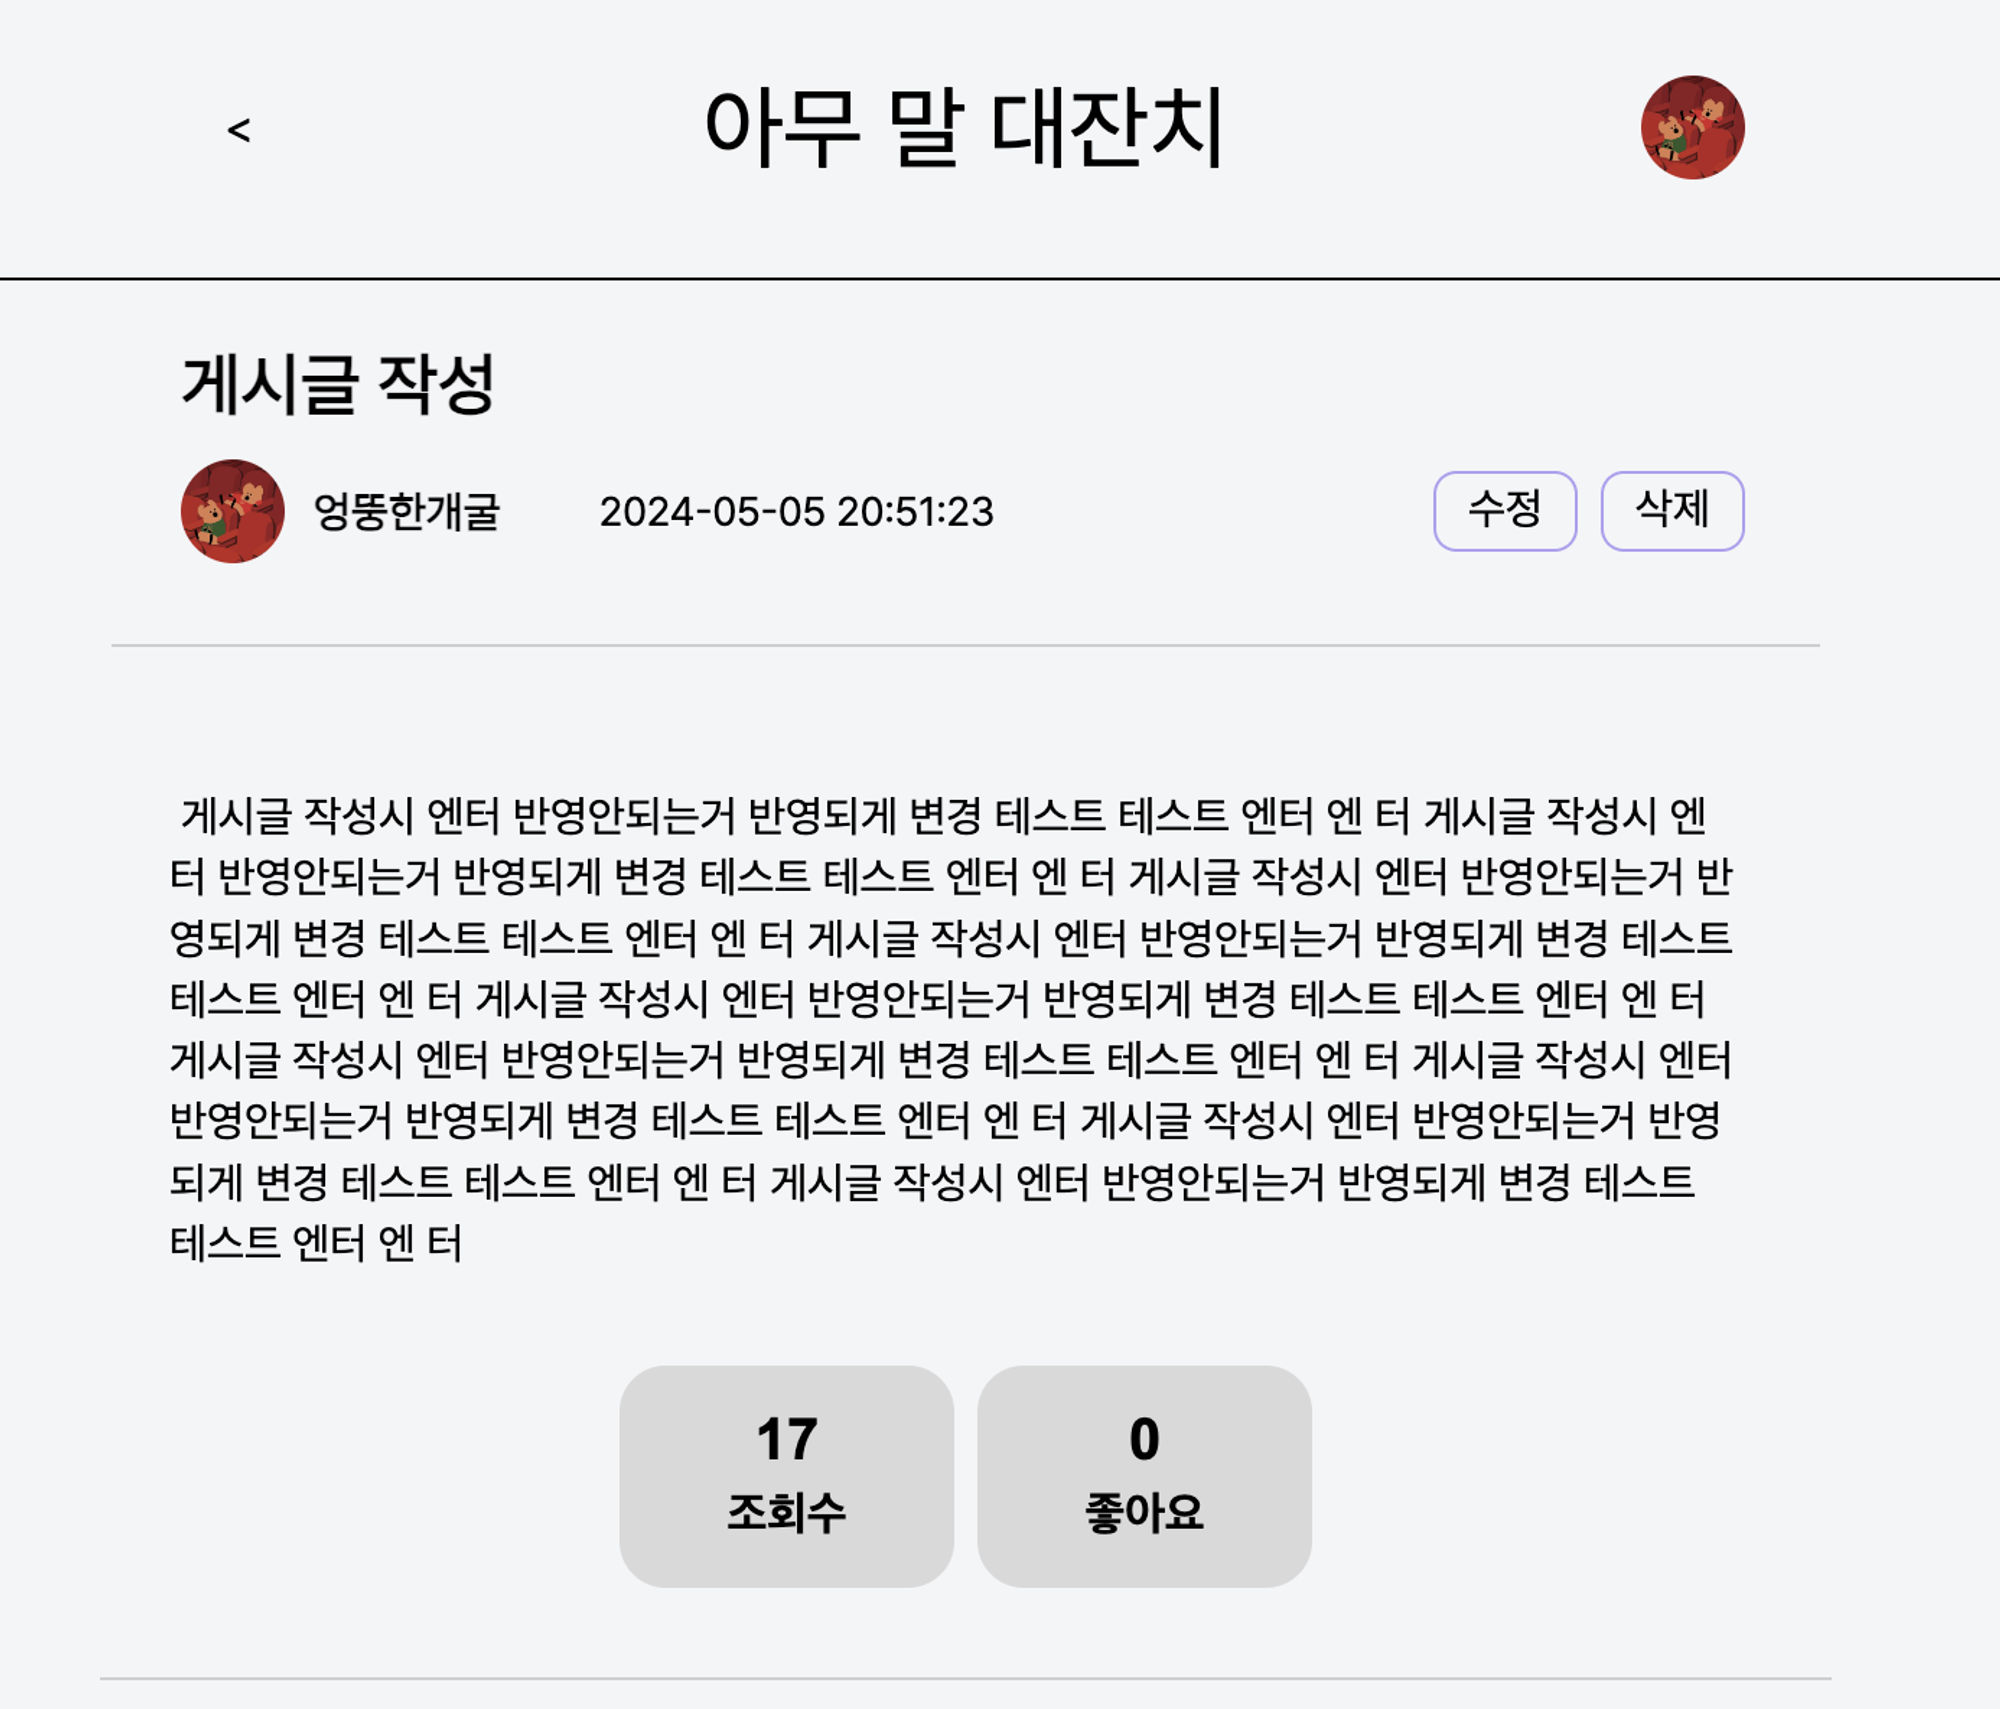 <
아무 말 대잔치
게시글 작성
엉뚱한개굴 2024-05-05 20:51:23 수정 삭제
게시글 작성시 엔터 반영안되는거 반영되게 변경 테스트 테스트 엔터 엔 터 게시글 작성시 엔
터 반영안되는거 반영되게 변경 테스트 테스트 엔터 엔 터 게시글 작성시 엔터 반영안되는거 반
영되게 변경 테스트 테스트 엔터 엔 터 게시글 작성시 엔터 반영안되는거 반영되게 변경 테스트
테스트 엔터 엔 터 게시글 작성시 엔터 반영안되는거 반영되게 변경 테스트 테스트 엔터 엔 터
게시글 작성시 엔터 반영안되는거 반영되게 변경 테스트 테스트 엔터 엔 터 게시글 작성시 엔터
반영안되는거 반영되게 변경 테스트 테스트 엔터 엔 터 게시글 작성시 엔터 반영안되는거 반영
되게 변경 테스트 테스트 엔터 엔 터 게시글 작성시 엔터 반영안되는거 반영되게 변경 테스트
테스트 엔터 엔 터
17
조회수
0
좋아요